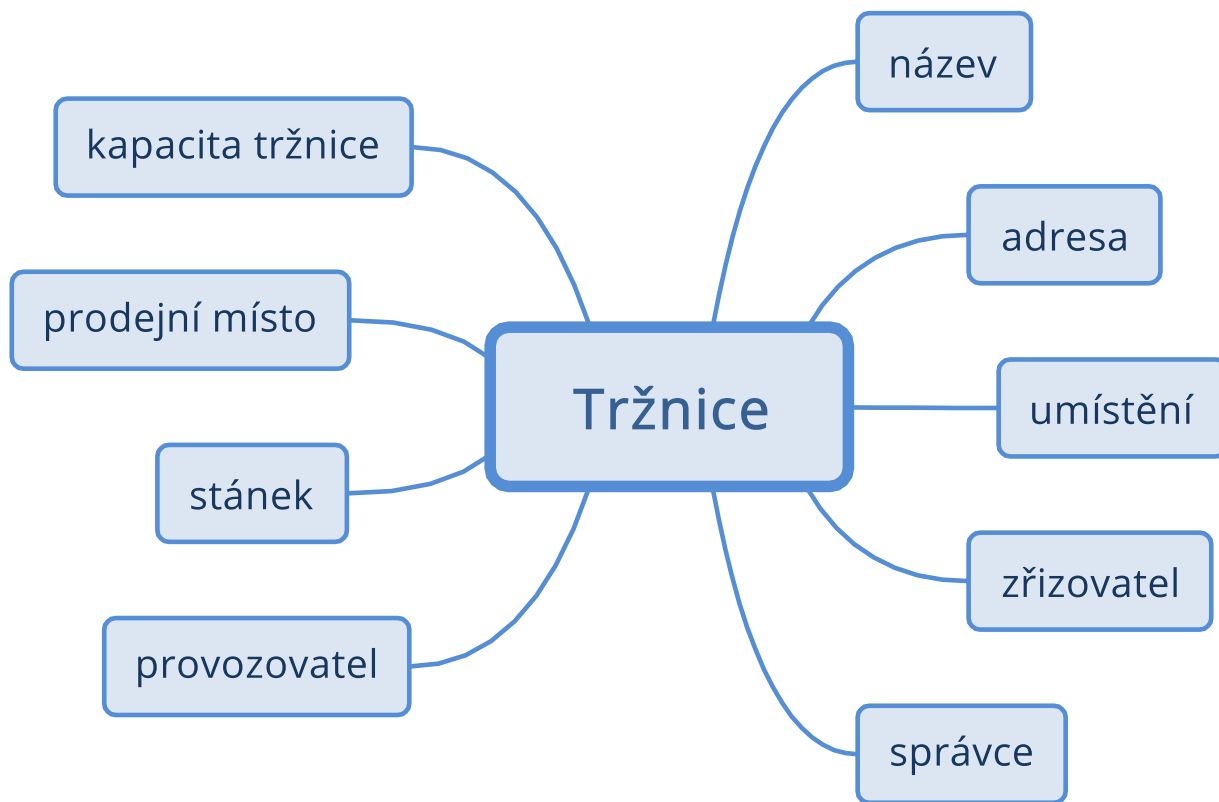 název
kapacita tržnice
adresa
prodejní místo
Tržnice
umístění
stánek
zřizovatel
provozovatel
správce